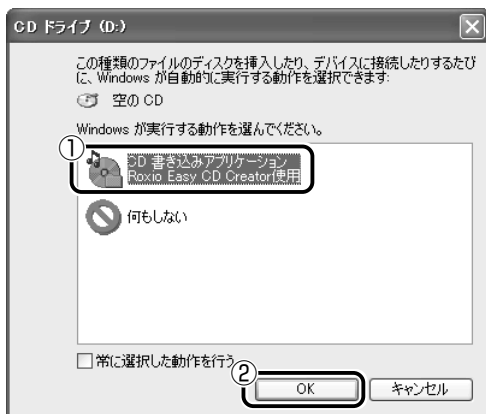 CD ドライブ (D:)
この種類のファイルのディスクを挿入したり、デバイスに接続したりするたび
に、Windows が自動的に実行する動作を選択できます:
空の CD
Windows が実行する動作を選んでください。
①
CD 書き込みアプリケーション
Roxio Easy CD Creator使用
何もしない
常に選択した動作を行う
②
OK
キャンセル